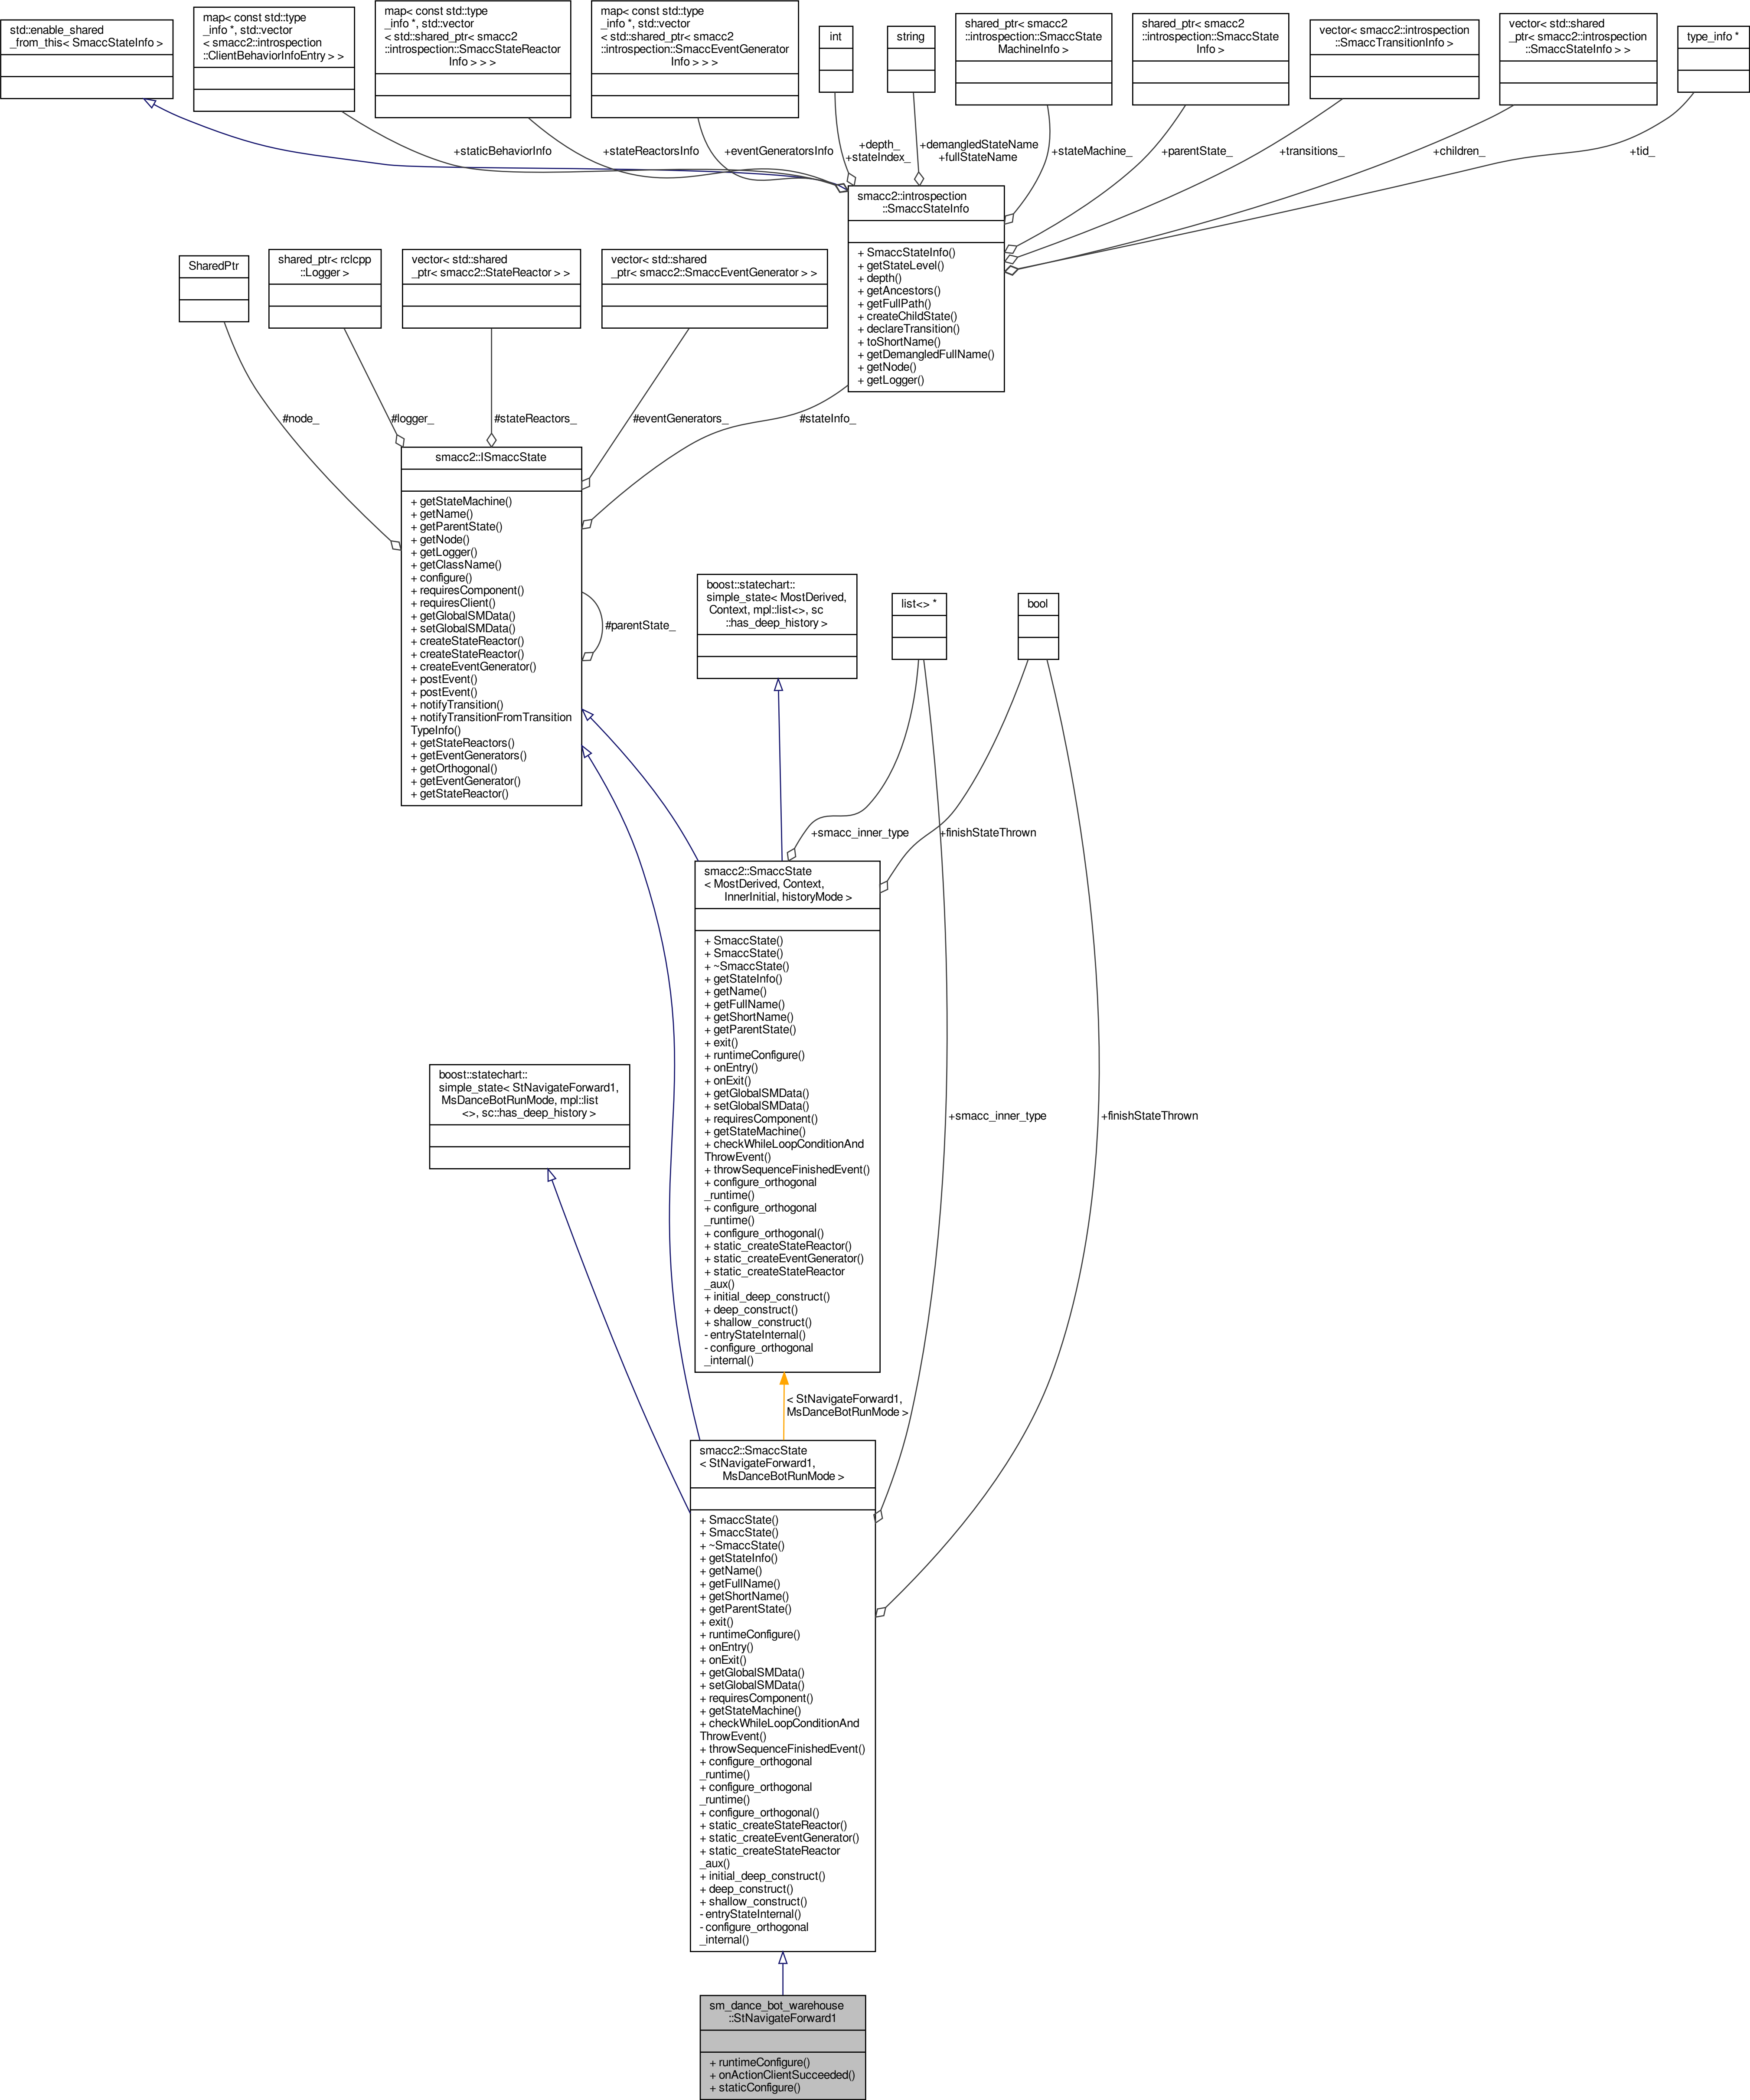 std::enable_shared
_from_this< SmaccStateInfo >
map< const std::type
_info *, std::vector
< smacc2::introspection
::ClientBehaviorInfoEntry > >
map< const std::type
_info *, std::vector
< std::shared_ptr< smacc2
::introspection::SmaccStateReactor
Info > > >
map< const std::type
_info *, std::vector
< std::shared_ptr< smacc2
::introspection::SmaccEventGenerator
Info > > >
int
string
shared_ptr< smacc2
::introspection::SmaccState
MachineInfo >
shared_ptr< smacc2
::introspection::SmaccState
Info >
vector< smacc2::introspection
::SmaccTransitionInfo >
vector< std::shared
_ptr< smacc2::introspection
::SmaccStateInfo > >
type_info *
+staticBehaviorInfo
+stateReactorsInfo
+eventGeneratorsInfo
+depth_
+stateIndex_
+demangledStateName
+fullStateName
+stateMachine_
+parentState_
+transitions_
+children_
+tid_
smacc2::introspection
::SmaccStateInfo
+ SmaccStateInfo()
+ getStateLevel()
+ depth()
+ getAncestors()
+ getFullPath()
+ createChildState()
+ declareTransition()
+ toShortName()
+ getDemangledFullName()
+ getNode()
+ getLogger()
SharedPtr
shared_ptr< rclcpp
::Logger >
vector< std::shared
_ptr< smacc2::StateReactor > >
vector< std::shared
_ptr< smacc2::SmaccEventGenerator > >
#node_
#logger_
#stateReactors_
#eventGenerators_
#stateInfo_
smacc2::ISmaccState
+ getStateMachine()
+ getName()
+ getParentState()
+ getNode()
+ getLogger()
+ getClassName()
+ configure()
+ requiresComponent()
+ requiresClient()
+ getGlobalSMData()
+ setGlobalSMData()
+ createStateReactor()
+ createStateReactor()
+ createEventGenerator()
+ postEvent()
+ postEvent()
+ notifyTransition()
+ notifyTransitionFromTransition
TypeInfo()
+ getStateReactors()
+ getEventGenerators()
+ getOrthogonal()
+ getEventGenerator()
+ getStateReactor()
#parentState_
boost::statechart::
simple_state< MostDerived,
Context, mpl::list<>, sc
::has_deep_history >
list<> *
bool
+smacc_inner_type
+finishStateThrown
smacc2::SmaccState
< MostDerived, Context,
InnerInitial, historyMode >
+ SmaccState()
+ SmaccState()
+ ~SmaccState()
+ getStateInfo()
+ getName()
+ getFullName()
+ getShortName()
+ getParentState()
+ exit()
+ runtimeConfigure()
+ onEntry()
+ onExit()
+ getGlobalSMData()
+ setGlobalSMData()
+ requiresComponent()
+ getStateMachine()
+ checkWhileLoopConditionAnd
ThrowEvent()
+ throwSequenceFinishedEvent()
+ configure_orthogonal
_runtime()
+ configure_orthogonal
_runtime()
+ configure_orthogonal()
+ static_createStateReactor()
+ static_createEventGenerator()
+ static_createStateReactor
_aux()
+ initial_deep_construct()
+ deep_construct()
+ shallow_construct()
- entryStateInternal()
- configure_orthogonal
_internal()
boost::statechart::
simple_state< StNavigateForward1,
MsDanceBotRunMode, mpl::list
<>, sc::has_deep_history >
+smacc_inner_type
+finishStateThrown
< StNavigateForward1,
MsDanceBotRunMode >
smacc2::SmaccState
< StNavigateForward1,
MsDanceBotRunMode >
+ SmaccState()
+ SmaccState()
+ ~SmaccState()
+ getStateInfo()
+ getName()
+ getFullName()
+ getShortName()
+ getParentState()
+ exit()
+ runtimeConfigure()
+ onEntry()
+ onExit()
+ getGlobalSMData()
+ setGlobalSMData()
+ requiresComponent()
+ getStateMachine()
+ checkWhileLoopConditionAnd
ThrowEvent()
+ throwSequenceFinishedEvent()
+ configure_orthogonal
_runtime()
+ configure_orthogonal
_runtime()
+ configure_orthogonal()
+ static_createStateReactor()
+ static_createEventGenerator()
+ static_createStateReactor
_aux()
+ initial_deep_construct()
+ deep_construct()
+ shallow_construct()
- entryStateInternal()
- configure_orthogonal
_internal()
sm_dance_bot_warehouse
::StNavigateForward1
+ runtimeConfigure()
+ onActionClientSucceeded()
+ staticConfigure()